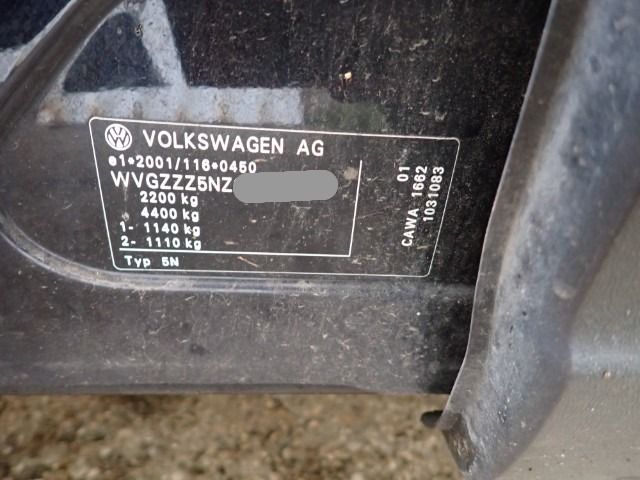 VOLKSWAGEN AG
e1*2001/116*0450
WVGZZZ5NZ
2200 kg
4400 kg
1- 1140 kg
2- 1110 kg
Typ 5N
01
CAWA 1662
1031083